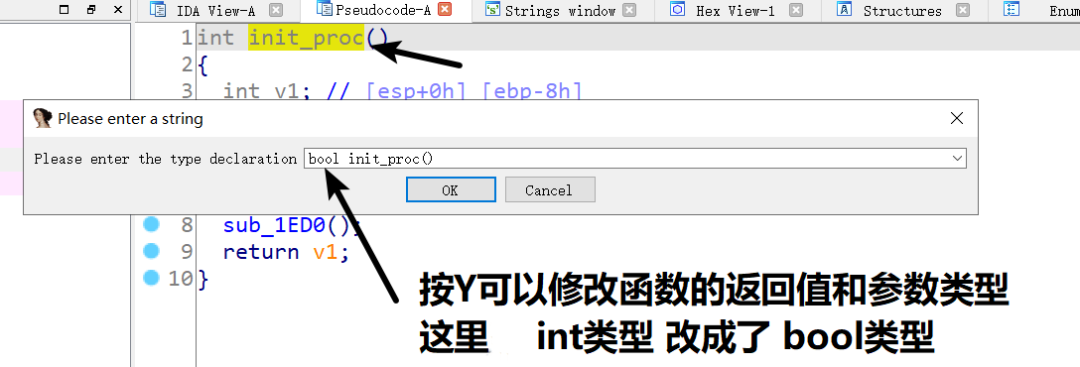 IDA View-A Pseudocode-A Strings window Hex View-1 Structures Enum
1 int init_proc()
2 {
3 int v1; // [esp+0h] [ebp-8h]
Please enter a string
Please enter the type declaration bool init_proc()
OK Cancel
8 sub_1ED0();
9 return v1;
10 }
按Y可以修改函数的返回值和参数类型
这里 int类型 改成了 bool类型